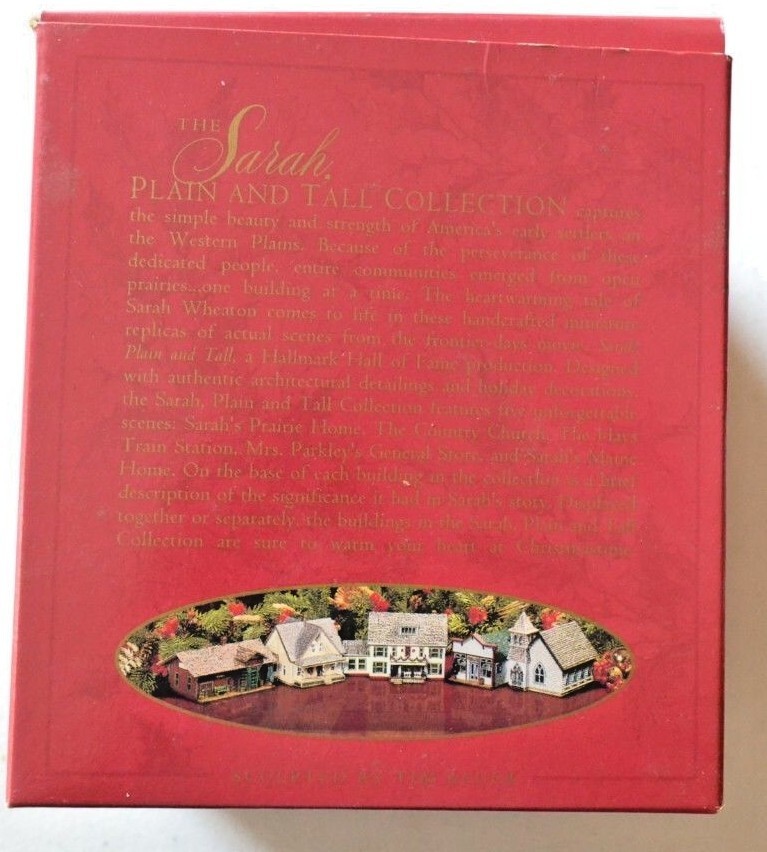 THE Sarah,
PLAIN AND TALL COLLECTION captures
the simple beauty and strength of America's early settlers on
the Western Plains. Because of the perseverance of these
dedicated people, entire communities emerged from open
prairies...one building at a time. The heartwarming tale of
Sarah Wheaton comes to life in these handcrafted miniature
replicas of actual scenes from the frontier-days movie, Sarah
Plain and Tall, a Hallmark Hall of Fame production. Designed
with authentic architectural detailings and holiday decorations,
the Sarah, Plain and Tall Collection features five unforgettable
scenes: Sarah's Prairie Home, The Country Church, The Hays
Train Station, Mrs. Parkley's General Store, and Sarah's Maine
Home. On the base of each building in the collection is a brief
description of the significance it had in Sarah's story. Displayed
together or separately, the buildings in the Sarah, Plain and Tall
Collection are sure to warm your heart at Christmastime.
SCULPTED BY TIM